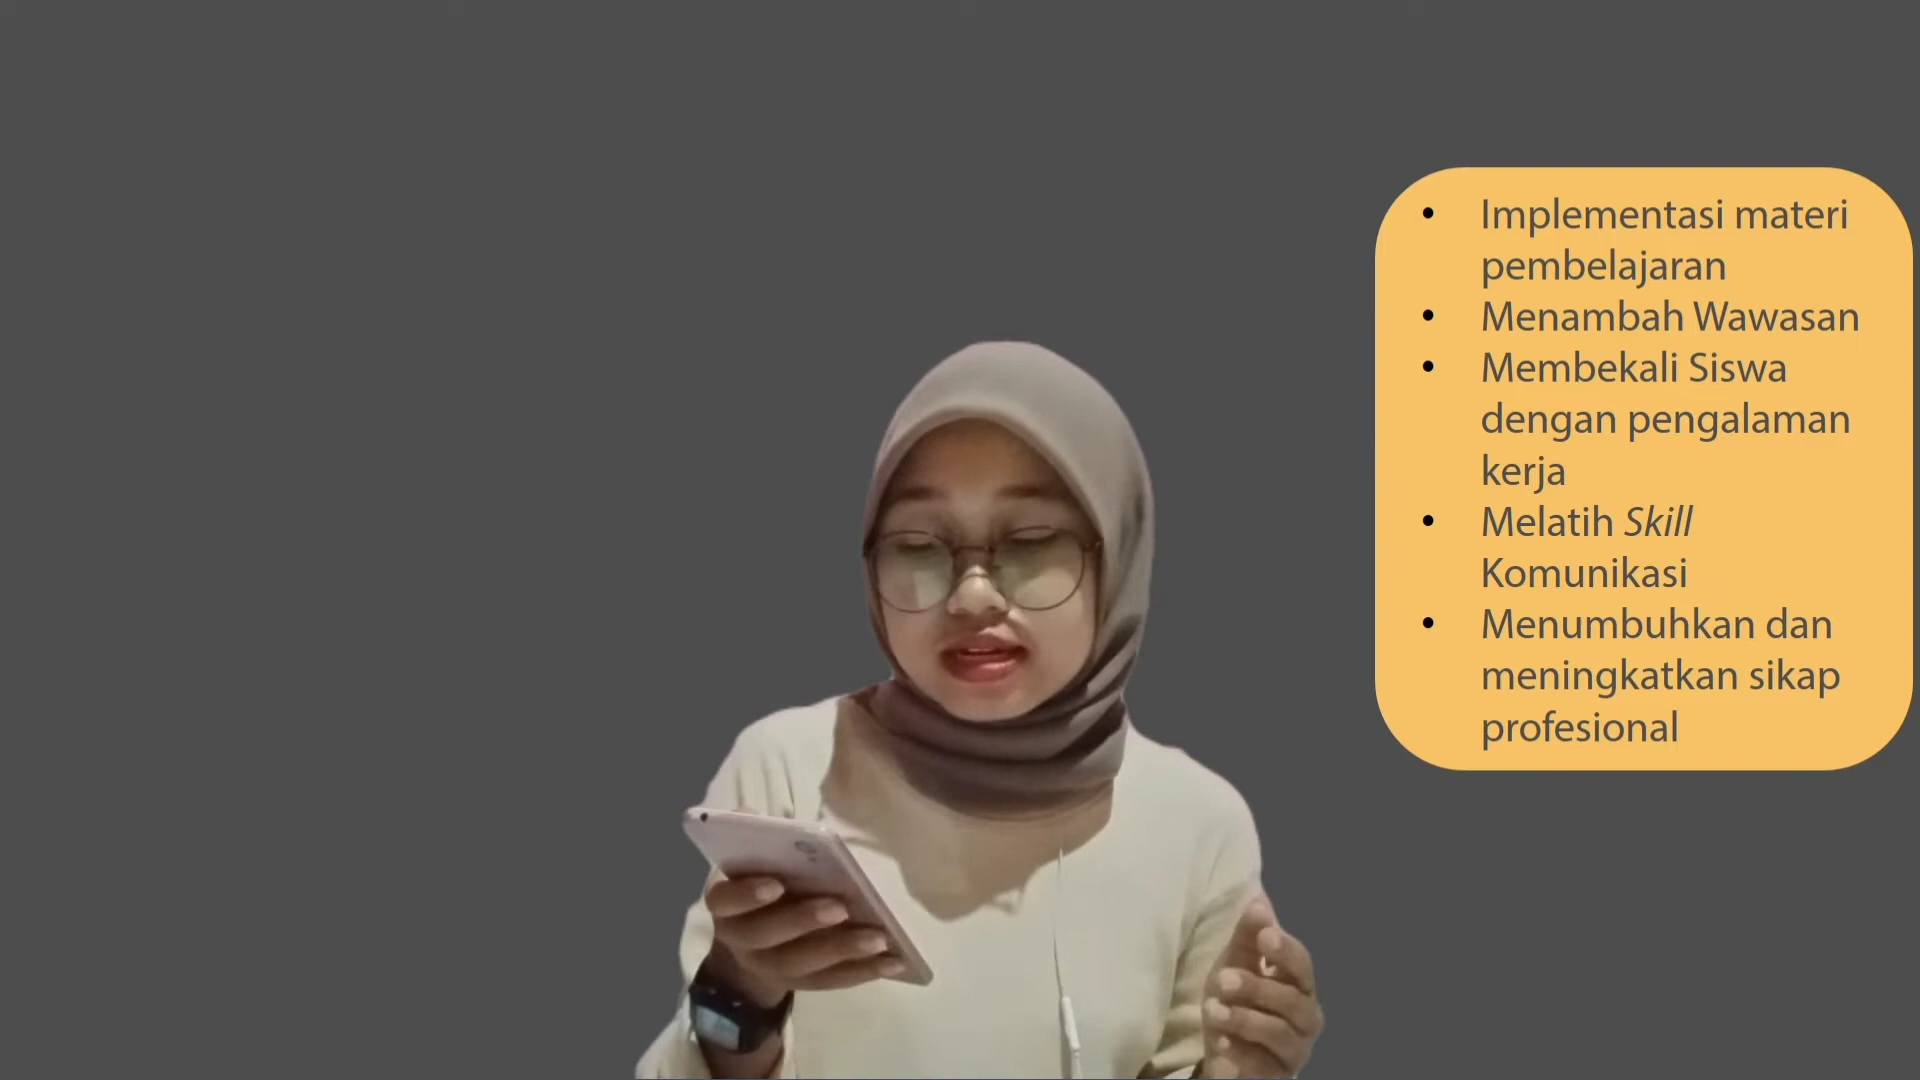 • Implementasi materi
pembelajaran
• Menambah Wawasan
• Membekali Siswa
dengan pengalaman
kerja
• Melatih Skill
Komunikasi
• Menumbuhkan dan
meningkatkan sikap
profesional